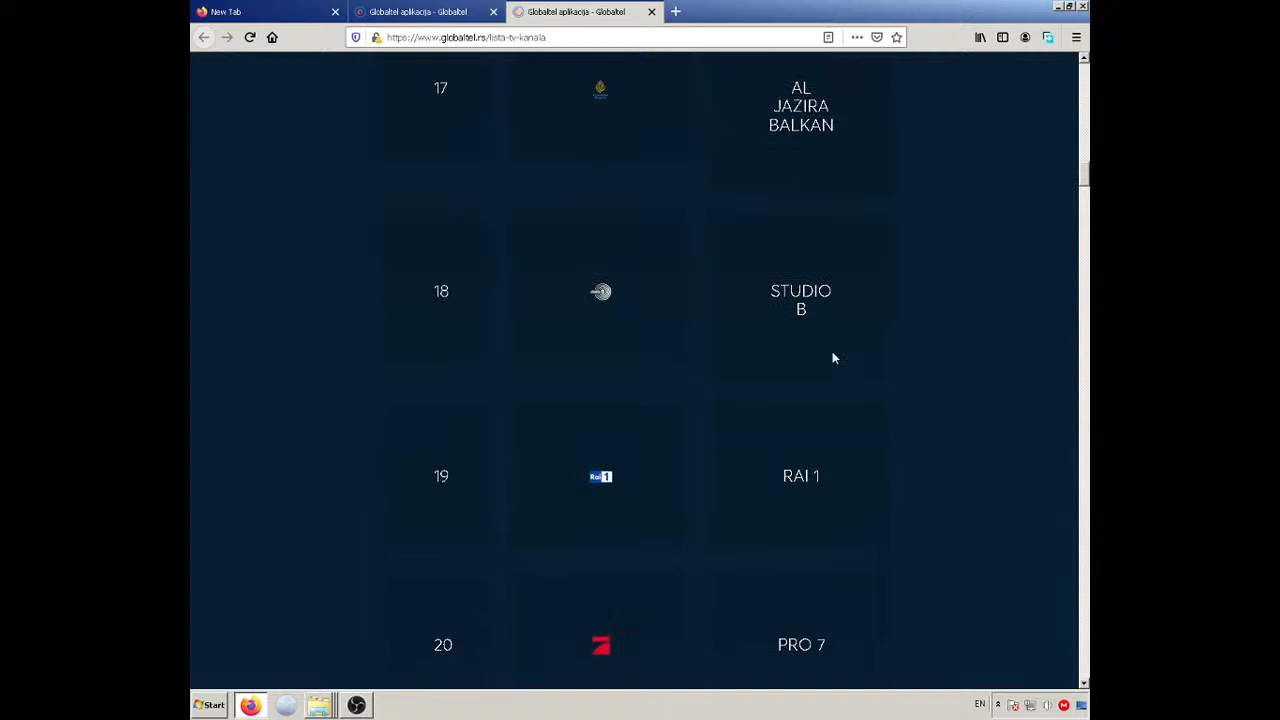 New Tab
Globaltel aplikacija - Globaltel
Globaltel aplikacija - Globaltel
https://www.globaltel.rs/lista-tv-kanala
17
AL
JAZIRA
BALKAN
18
STUDIO
B
19
Rai 1
RAI 1
20
PRO 7
Start
EN